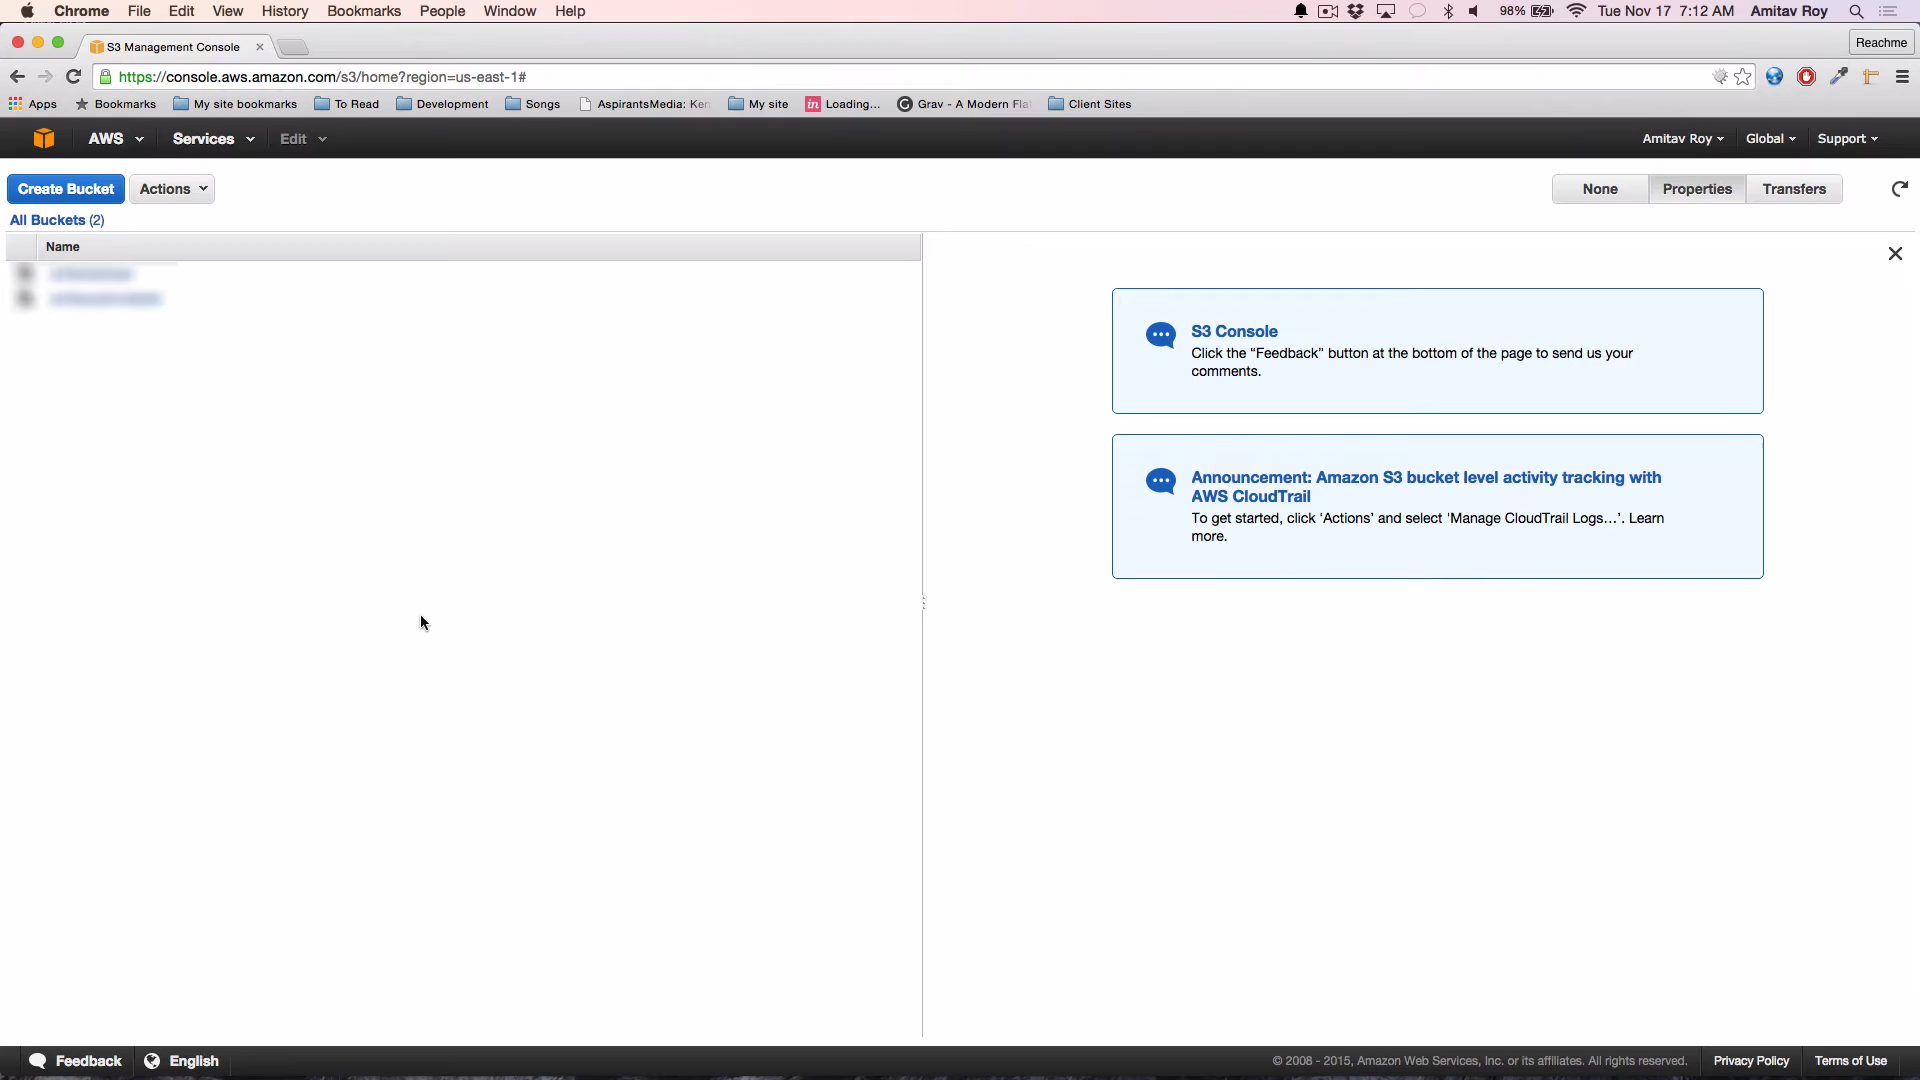 Chrome File Edit View History Bookmarks People Window Help 98% Tue Nov 17 7:12 AM Amitav Roy
S3 Management Console Reachme
https://console.aws.amazon.com/s3/home?region=us-east-1#
Apps Bookmarks My site bookmarks To Read Development Songs AspirantsMedia: Ken My site in Loading... Grav - A Modern Fla Client Sites
AWS Services Edit Amitav Roy Global Support
Create Bucket Actions None Properties Transfers
All Buckets (2)
Name
S3 Console
Click the “Feedback” button at the bottom of the page to send us your
comments.
Announcement: Amazon S3 bucket level activity tracking with
AWS CloudTrail
To get started, click ‘Actions’ and select ‘Manage CloudTrail Logs...’. Learn
more.
Feedback English © 2008 - 2015, Amazon Web Services, Inc. or its affiliates. All rights reserved. Privacy Policy Terms of Use